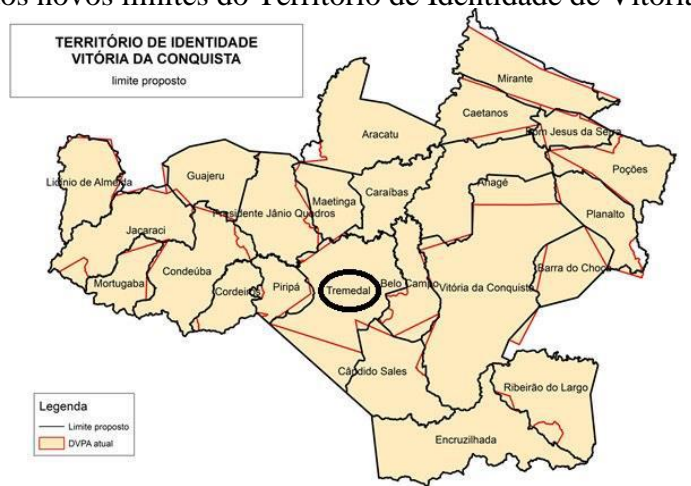 os novos limites do Território de Identidade de Vitória
TERRITÓRIO DE IDENTIDADE
VITÓRIA DA CONQUISTA
limite proposto
Mirante
Caetanos
Bom Jesus da Serra
Aracatu
Poções
Licínio de Almeida
Guajeru
Maetinga
Caraíbas
Anagé
Planalto
Presidente Jânio Quadros
Jacaraci
Condeúba
Barra do Choça
Mortugaba
Cordeiros
Piripá
Tremedal
Belo Campo
Vitória da Conquista
Cândido Sales
Ribeirão do Largo
Encruzilhada
Legenda
Limite proposto
DVPA atual